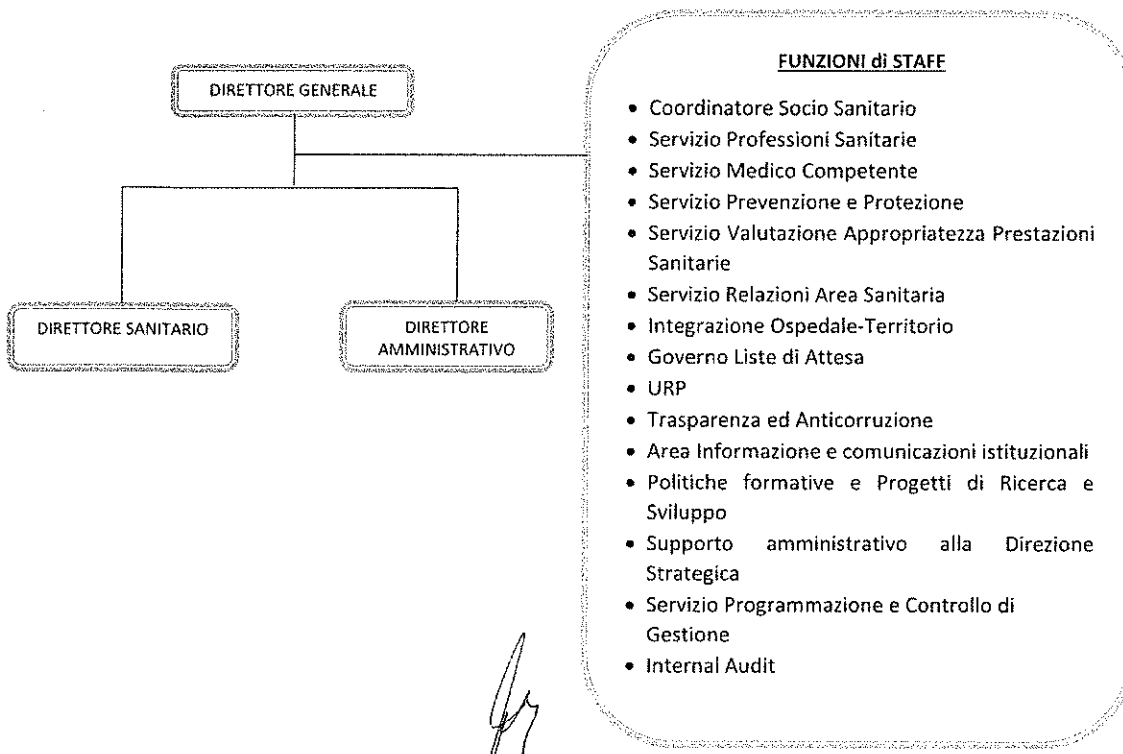 DIRETTORE GENERALE
DIRETTORE SANITARIO
DIRETTORE
AMMINISTRATIVO
FUNZIONI di STAFF
• Coordinatore Socio Sanitario
• Servizio Professioni Sanitarie
• Servizio Medico Competente
• Servizio Prevenzione e Protezione
• Servizio Valutazione Appropriatezza Prestazioni
Sanitarie
• Servizio Relazioni Area Sanitaria
• Integrazione Ospedale-Territorio
• Governo Liste di Attesa
• URP
• Trasparenza ed Anticorruzione
• Area Informazione e comunicazioni istituzionali
• Politiche formative e Progetti di Ricerca e
Sviluppo
• Supporto amministrativo alla Direzione
Strategica
• Servizio Programmazione e Controllo di
Gestione
• Internal Audit